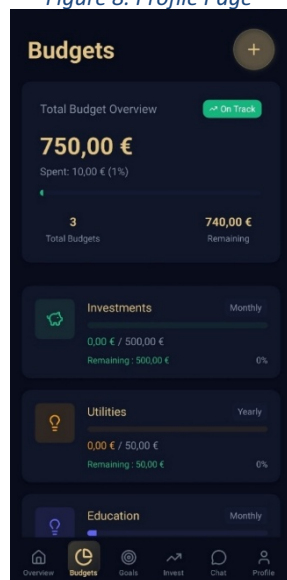 Figure 8. Profile Page
Budgets
+
Total Budget Overview
On Track
750,00 €
Spent: 10,00 € (1%)
3
740,00 €
Total Budgets
Remaining
Investments
Monthly
0,00 € / 500,00 €
Remaining : 500,00 €
0%
Utilities
Yearly
0,00 € / 50,00 €
Remaining : 50,00 €
0%
Education
Monthly
Overview Budgets Goals Invest Chat Profile